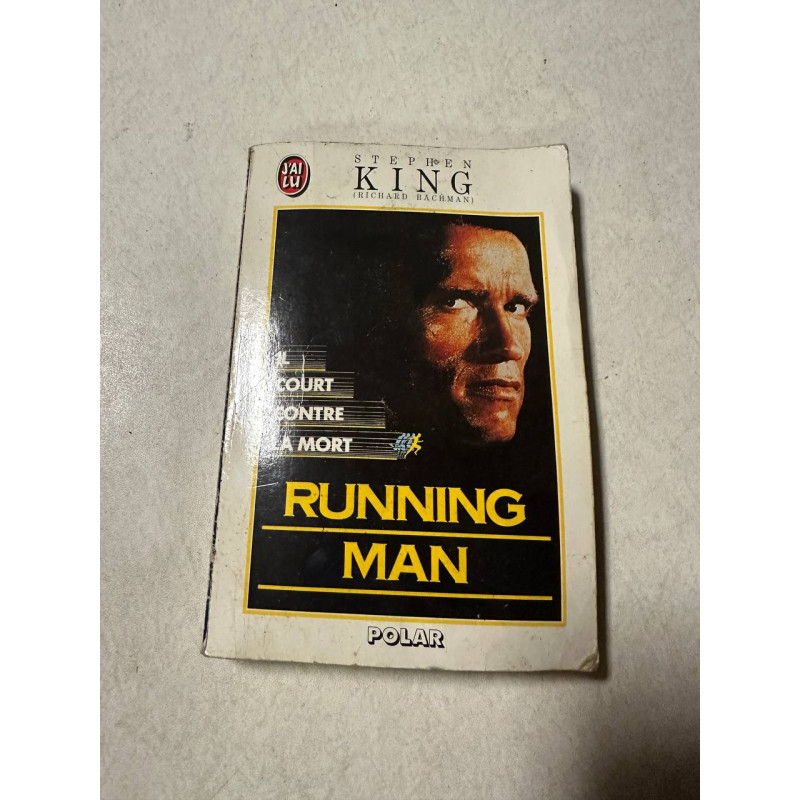 J'AI
LU
STEPHEN
KING
(RICHARD BACHMAN)
IL
COURT
CONTRE
LA MORT
RUNNING
MAN
POLAR